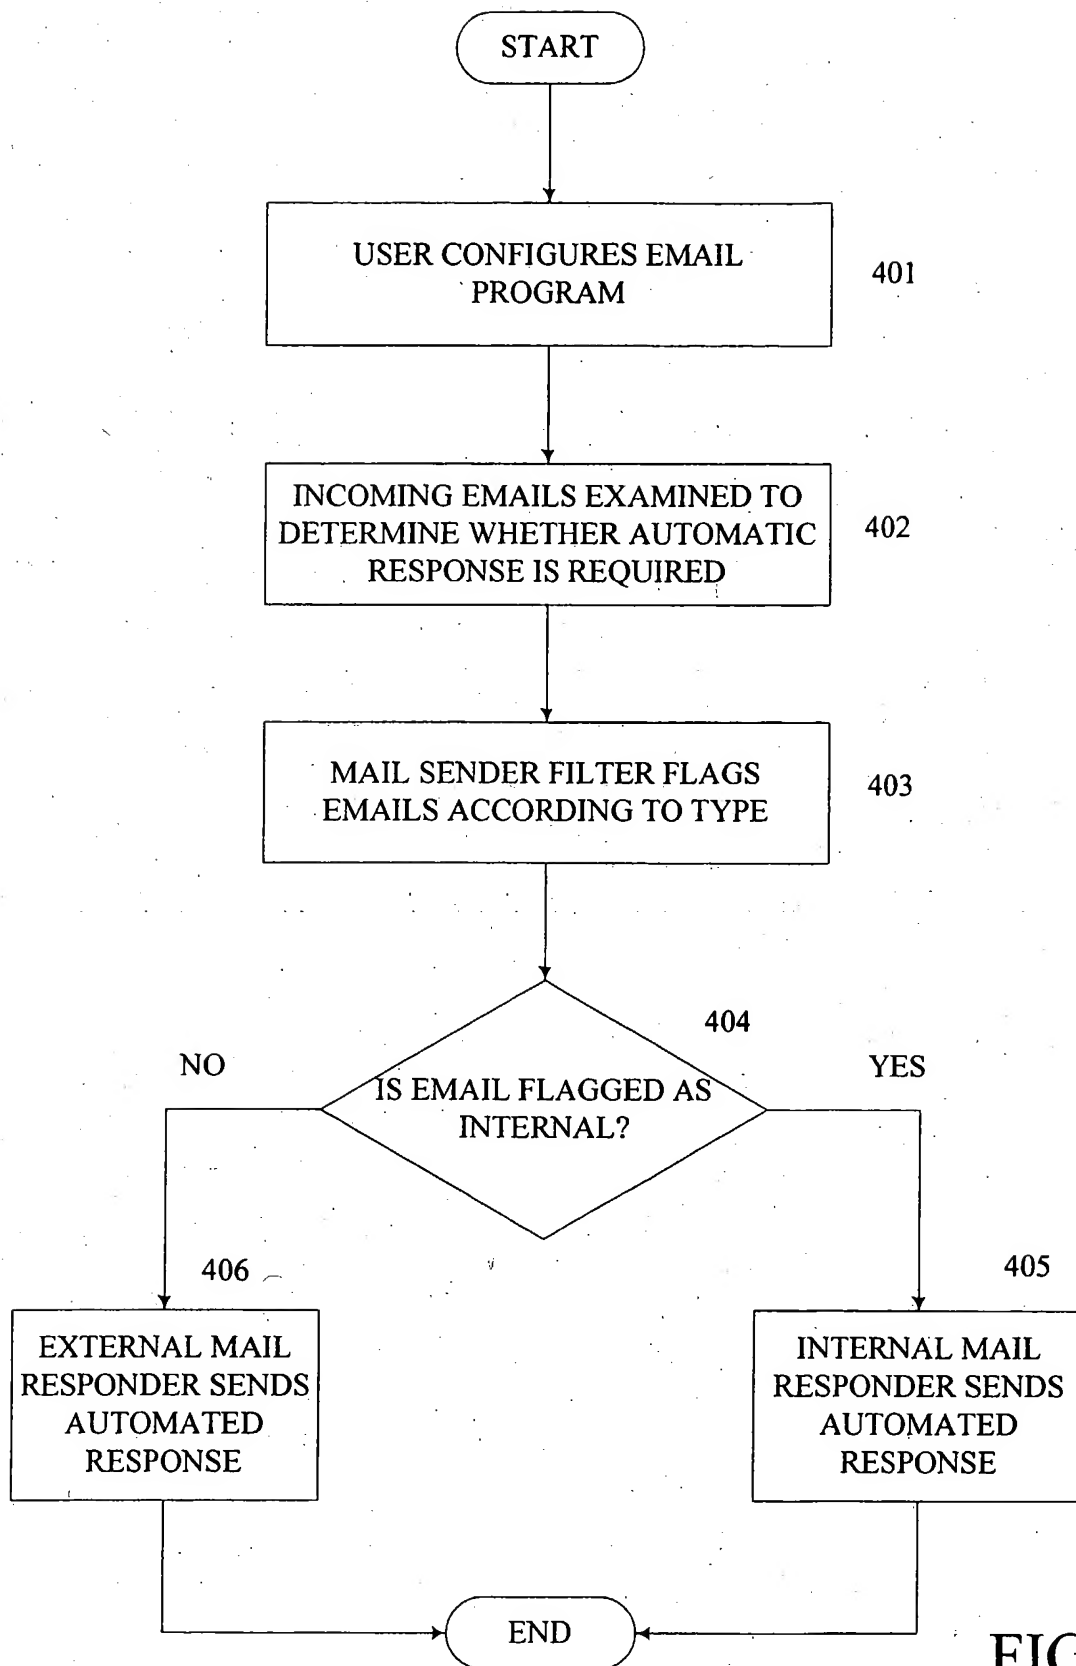 START
USER CONFIGURES EMAIL
PROGRAM
401
INCOMING EMAILS EXAMINED TO
DETERMINE WHETHER AUTOMATIC
RESPONSE IS REQUIRED
402
MAIL SENDER FILTER FLAGS
EMAILS ACCORDING TO TYPE
403
404
NO
YES
IS EMAIL FLAGGED AS
INTERNAL?
406
405
EXTERNAL MAIL
RESPONDER SENDS
AUTOMATED
RESPONSE
INTERNAL MAIL
RESPONDER SENDS
AUTOMATED
RESPONSE
END
FIG